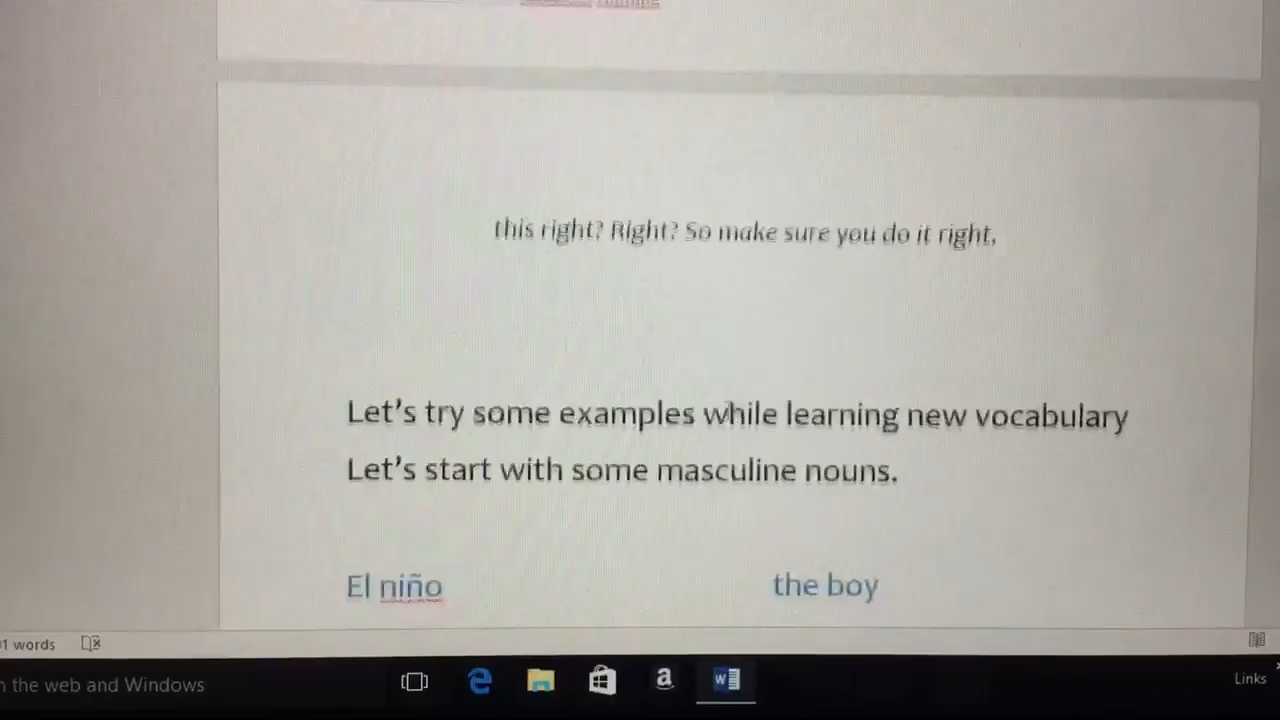 this right? Right? So make sure you do it right,
Let's try some examples while learning new vocabulary
Let's start with some masculine nouns.
El niño the boy
1 words
the web and Windows
Links